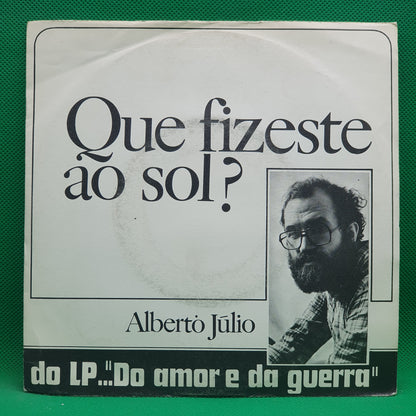 Que fizeste
ao sol?
Alberto Júlio
do LP..."Do amor e da guerra"